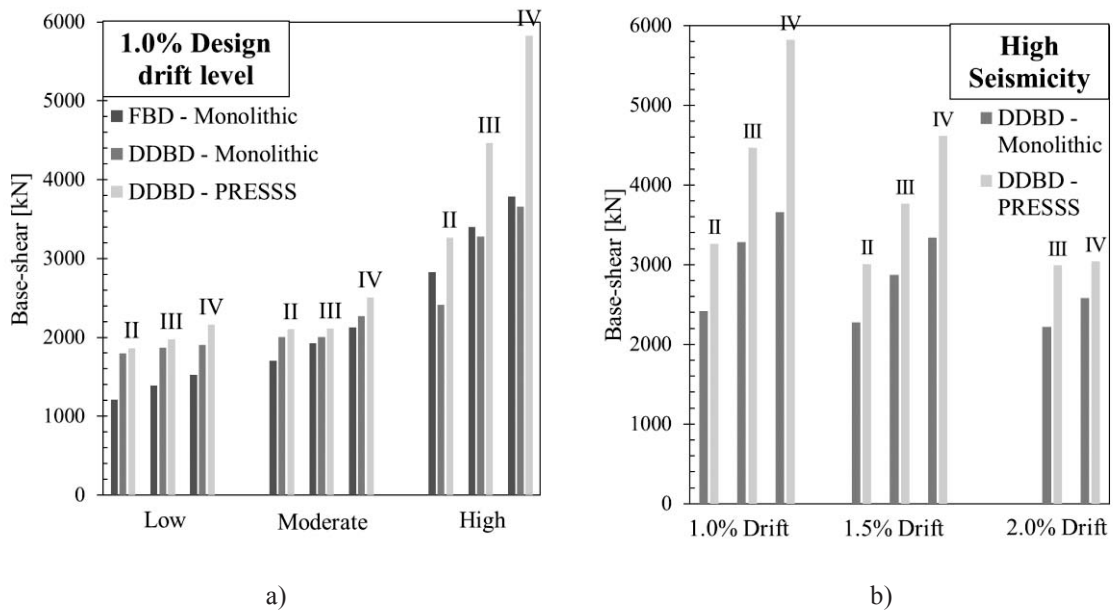 1.0% Design
drift level
FBD - Monolithic
DDBD - Monolithic
DDBD - PRESSS
Base-shear [kN]
6000
5000
4000
3000
2000
1000
0
II
III
IV
II
III
IV
II
III
IV
Low
Moderate
High
a)
High
Seismicity
DDBD -
Monolithic
DDBD -
PRESSS
Base-shear [kN]
6000
5000
4000
3000
2000
1000
0
II
III
IV
II
III
IV
III
IV
1.0% Drift
1.5% Drift
2.0% Drift
b)